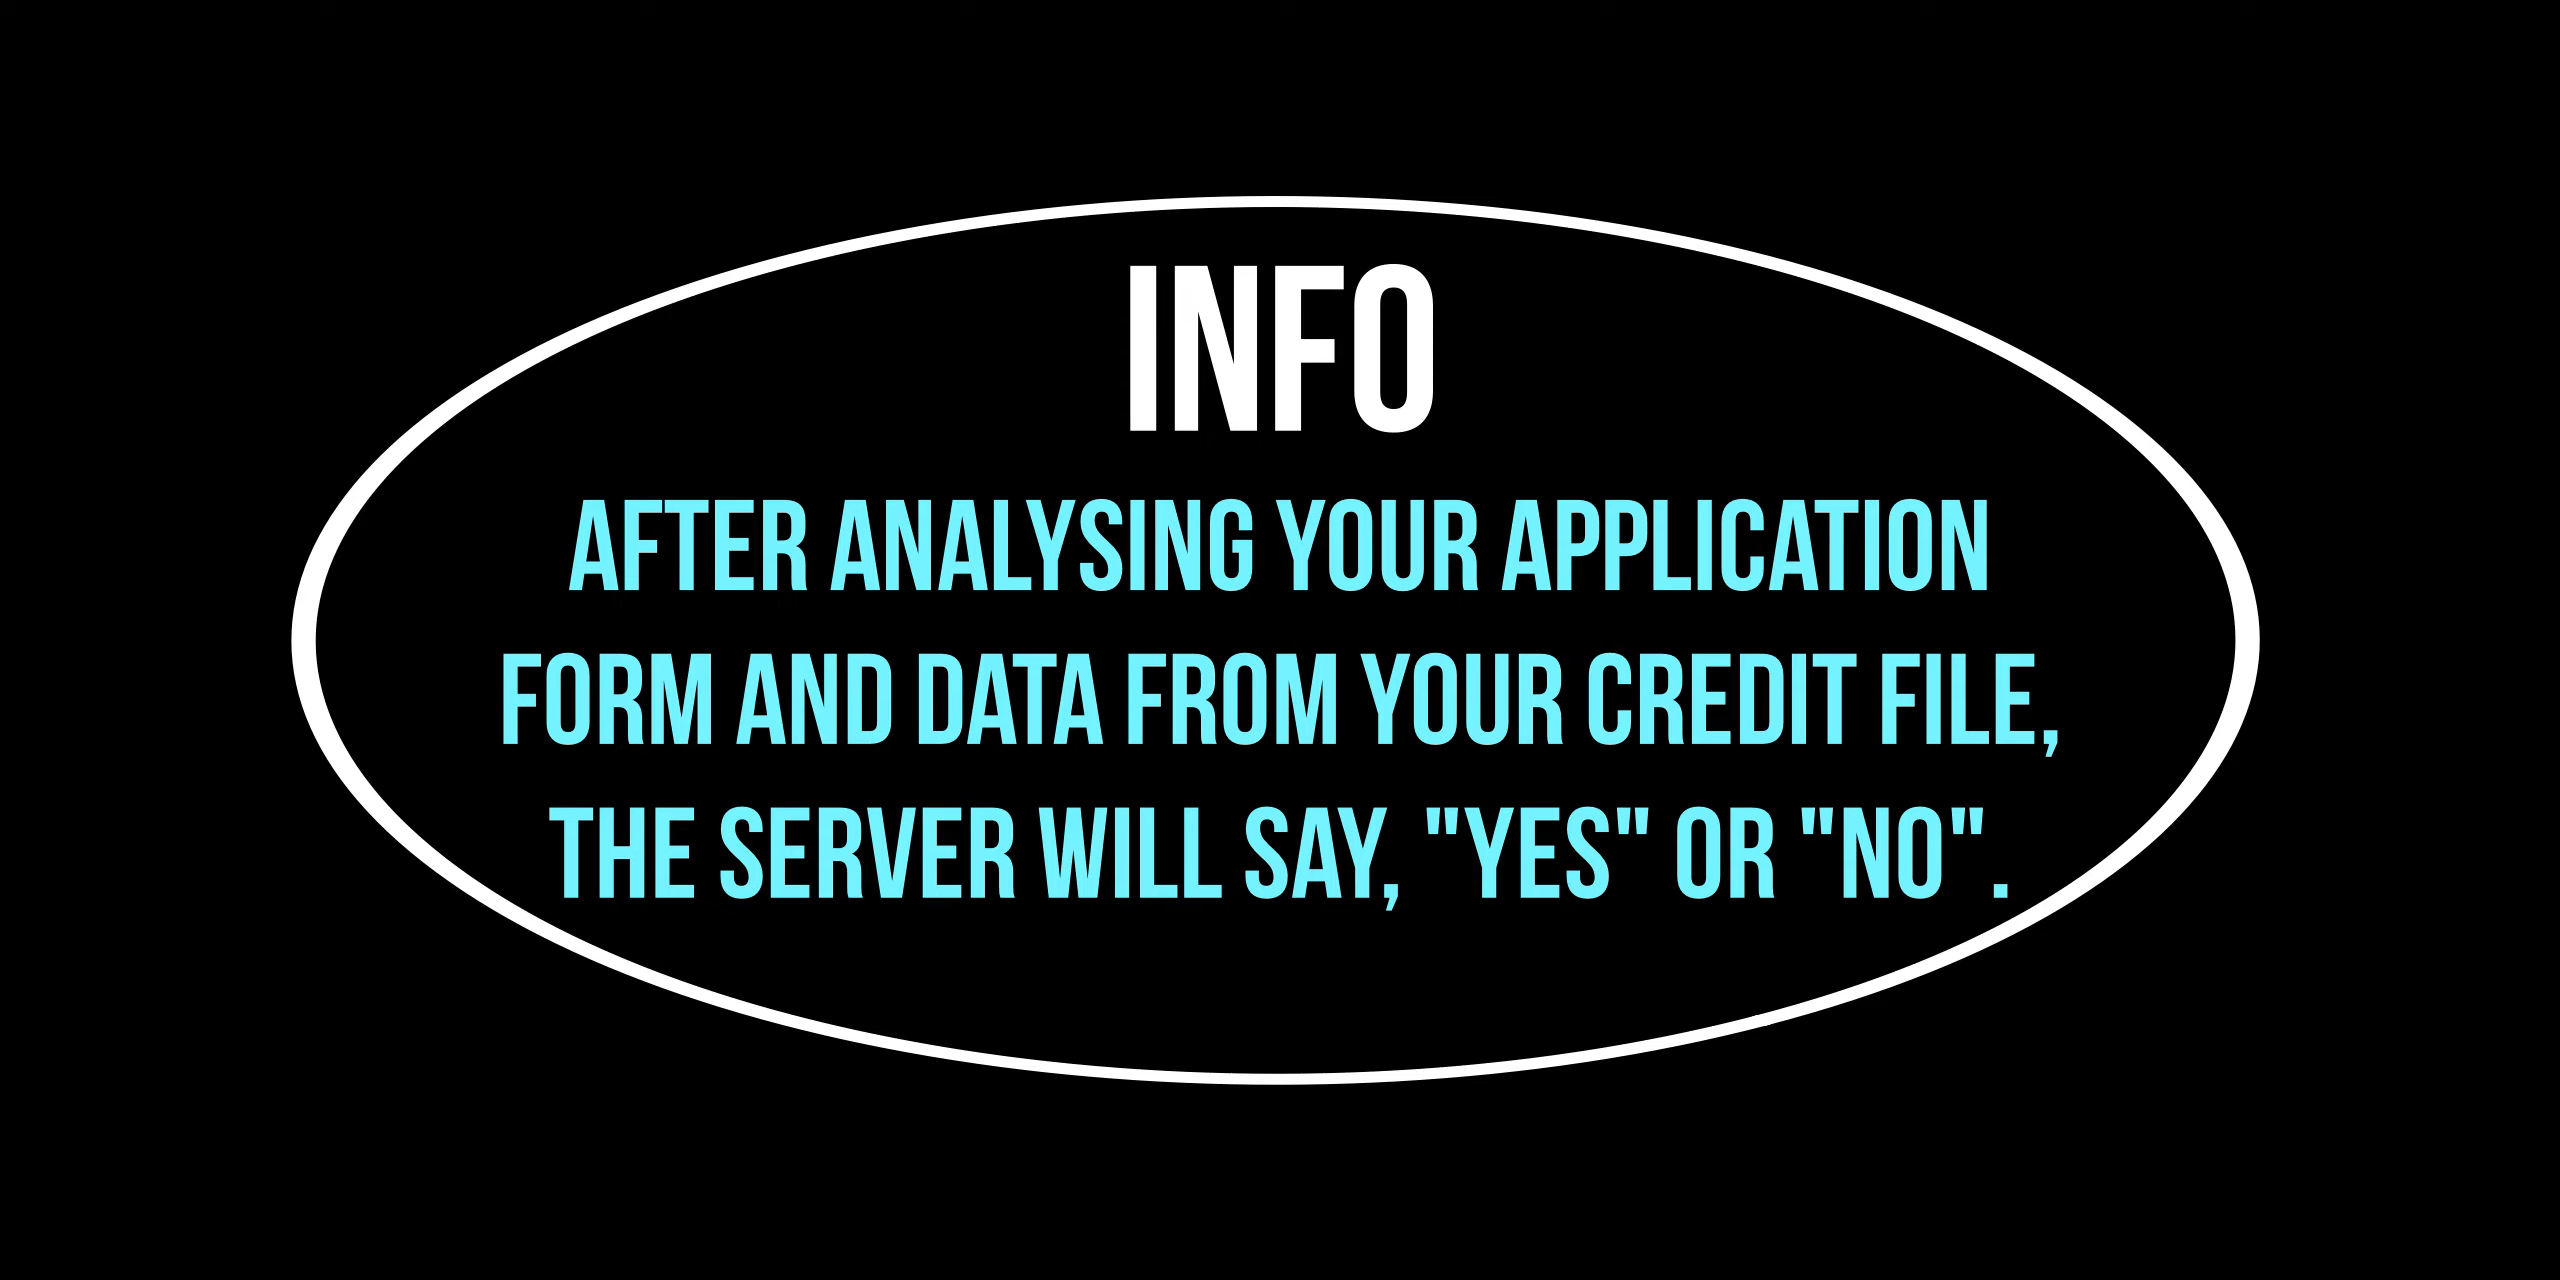 INFO
AFTER ANALYSING YOUR APPLICATION
FORM AND DATA FROM YOUR CREDIT FILE,
THE SERVER WILL SAY, "YES" OR "NO".